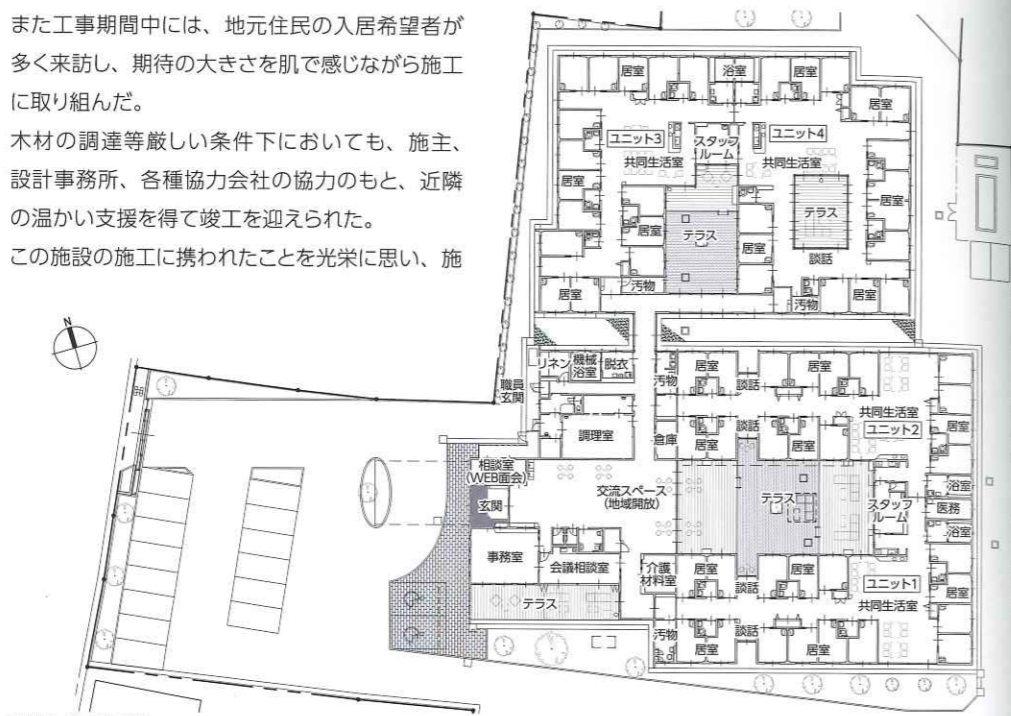 また工事期間中には、地元住民の入居希望者が
多く来訪し、期待の大きさを肌で感じながら施工
に取り組んだ。
木材の調達等厳しい条件下においても、施主、
設計事務所、各種協力会社の協力のもと、近隣
の温かい支援を得て竣工を迎えられた。
この施設の施工に携われたことを光栄に思い、施
N
居室
浴室
居室
居室
ユニット3
スタッフ
ルーム
ユニット4
共同生活室
共同生活室
居室
テラス
居室
居室
テラス
居室
談話
汚物
居室
汚物
居室
リネン
機械
浴室
脱衣
職員
玄関
汚物
居室
談話
居室
共同生活室
ユニット2
調理室
倉庫
居室
談話
居室
居室
相談室
(WEB面会)
玄関
交流スペース
(地域開放)
テラス
スタッフ
ルーム
浴室
医務
浴室
事務室
会議相談室
介護
材料室
居室
談話
居室
ユニット1
居室
共同生活室
テラス
汚物
居室
談話
居室